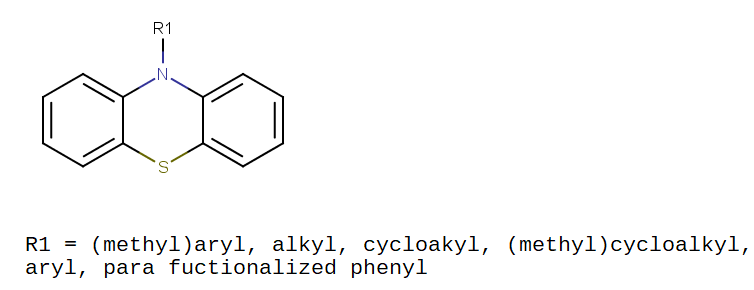 R1
N
S
R1 = (methyl)aryl, alkyl, cycloakyl, (methyl)cycloalkyl,
aryl, para fuctionalized phenyl